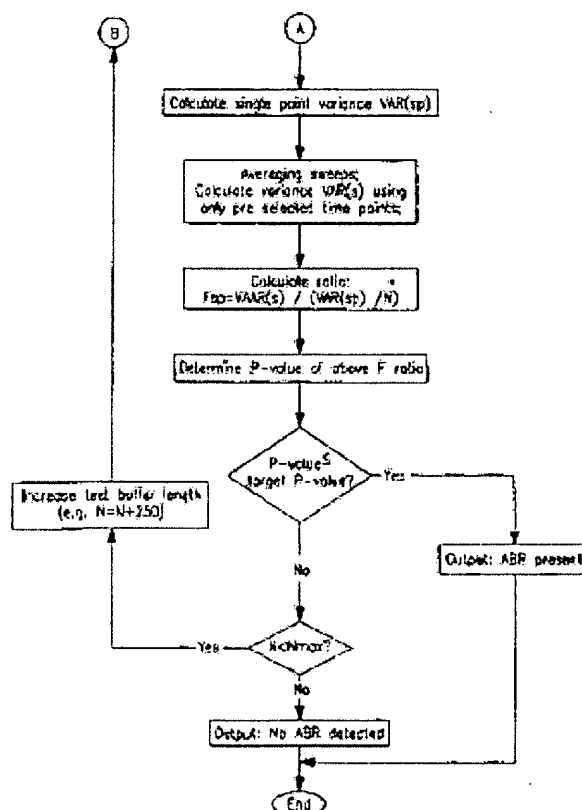 B
A
Calculate single point variance VAR(sp)
Averaging sweeps;
Calculate variance VAR(s) using
only pre selected time points;
Calculate ratio:
Fsp=VAAR(s) / (VAR(sp) /N)
Determine P-value of above F ratio
P-value≤
target P-value?
Yes
Increase test buffer length
(e.g. N=N+250)
No
Output: ABR present
Yes
N<Nmax?
No
Output: No ABR detected
End